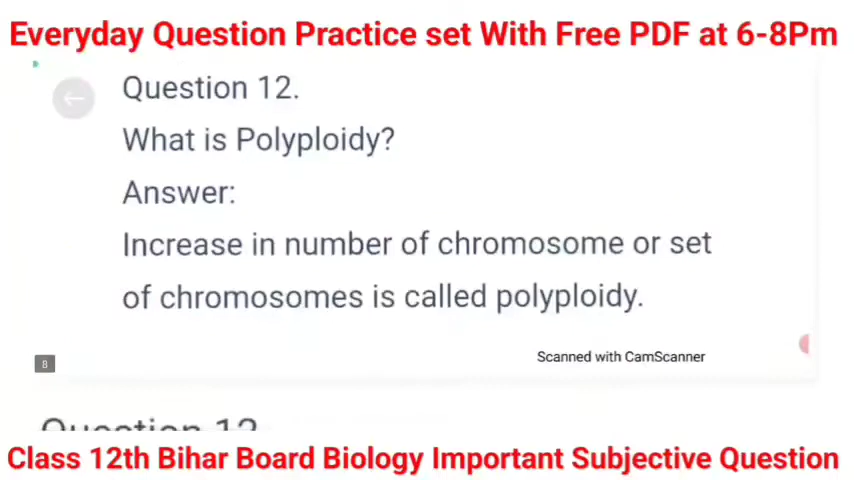 Everyday Question Practice set With Free PDF at 6-8Pm
Question 12.
What is Polyploidy?
Answer:
Increase in number of chromosome or set
of chromosomes is called polyploidy.
8
Scanned with CamScanner
Class 12th Bihar Board Biology Important Subjective Question